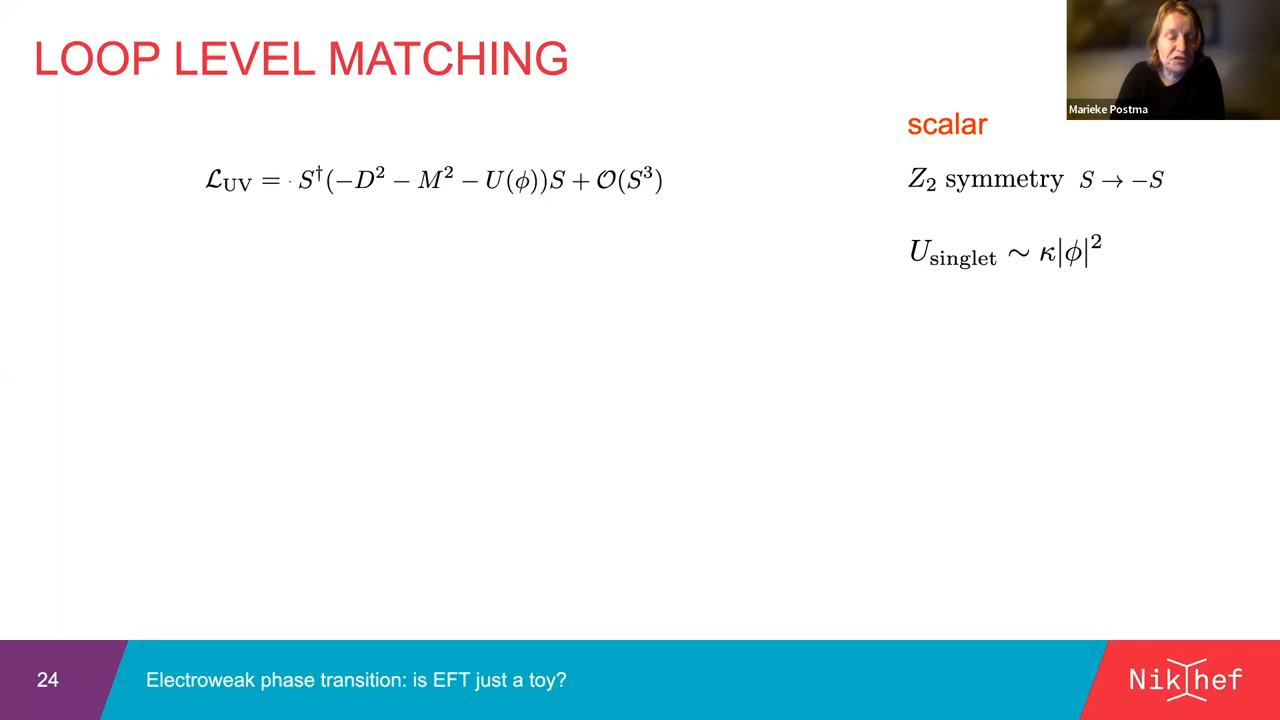 LOOP LEVEL MATCHING
Marieke Postma
scalar
ℒ_UV = S†(−D² − M² − U(ϕ))S + 𝒪(S³)
Z₂ symmetry S → −S
U_singlet ∼ κ|ϕ|²
24
Electroweak phase transition: is EFT just a toy?
Nikhef